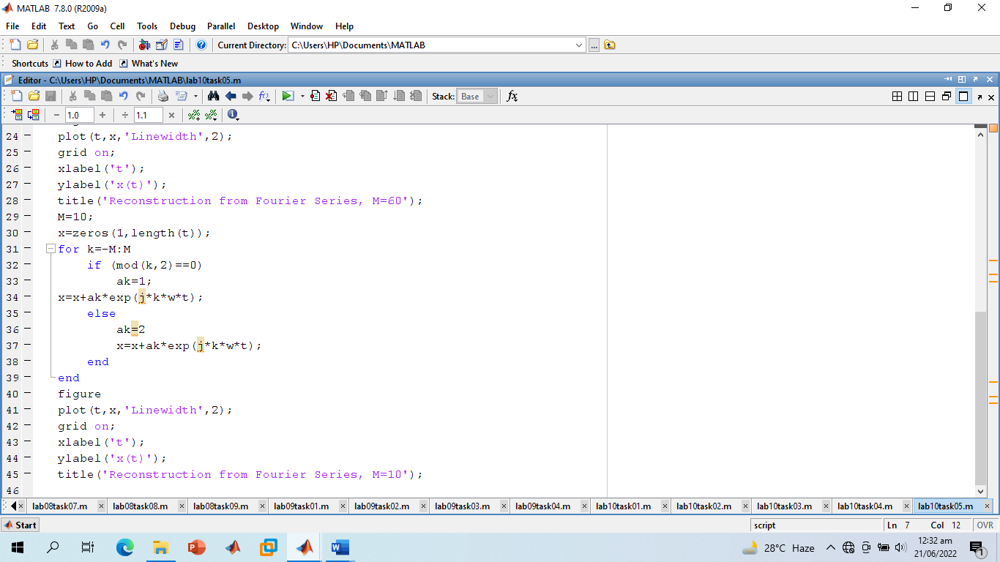 MATLAB 7.8.0 (R2009a)
File Edit Text Go Cell Tools Debug Parallel Desktop Window Help
Current Directory: C:\Users\HP\Documents\MATLAB ...
Shortcuts How to Add What's New
Editor - C:\Users\HP\Documents\MATLAB\lab10task05.m
Stack: Base fx
− 1.0 + ÷ 1.1 ×
24 plot(t,x,'Linewidth',2);
25 grid on;
26 xlabel('t');
27 ylabel('x(t)');
28 title('Reconstruction from Fourier Series, M=60');
29 M=10;
30 x=zeros(1,length(t));
31 for k=-M:M
32 if (mod(k,2)==0)
33 ak=1;
34 x=x+ak*exp(j*k*w*t);
35 else
36 ak=2
37 x=x+ak*exp(j*k*w*t);
38 end
39 end
40 figure
41 plot(t,x,'Linewidth',2);
42 grid on;
43 xlabel('t');
44 ylabel('x(t)');
45 title('Reconstruction from Fourier Series, M=10');
46
lab08task07.m lab08task08.m lab08task09.m lab09task01.m lab09task02.m lab09task03.m lab09task04.m lab10task01.m lab10task02.m lab10task03.m lab10task04.m lab10task05.m
Start script Ln 7 Col 12 OVR
28°C Haze 12:32 am
21/06/2022 1